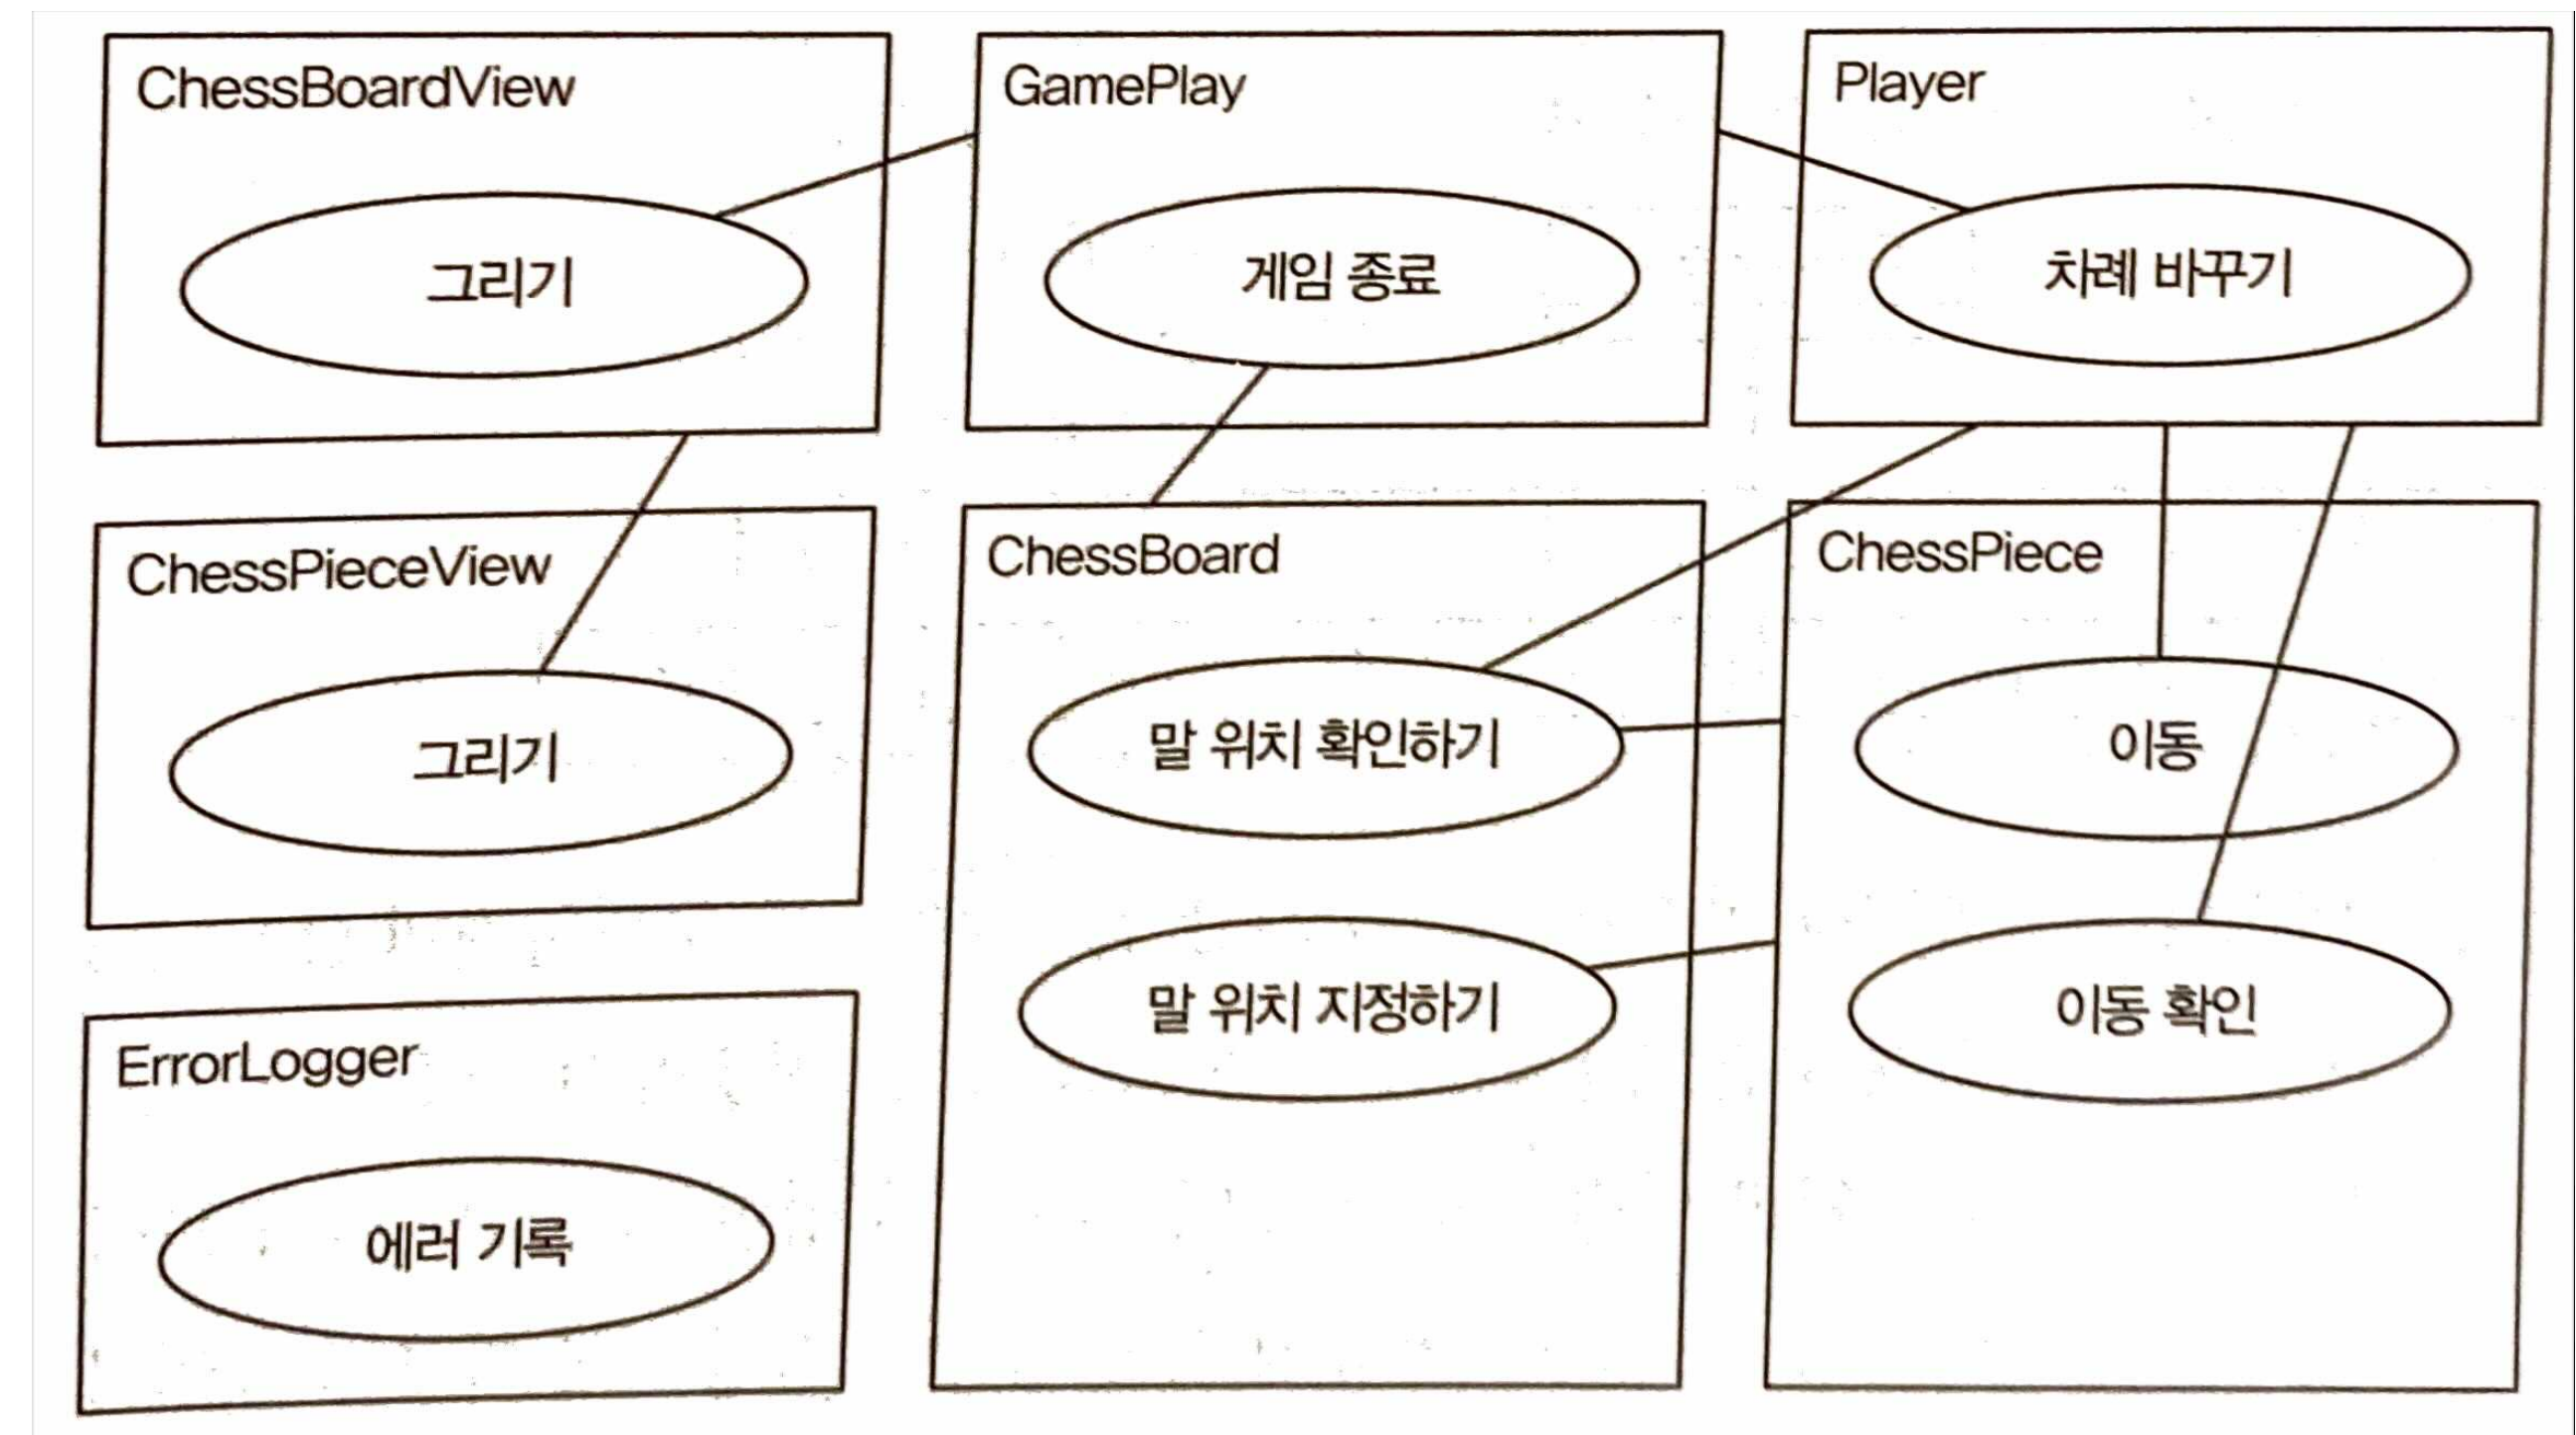 ChessBoardView
그리기
GamePlay
게임 종료
Player
차례 바꾸기
ChessPieceView
그리기
ChessBoard
말 위치 확인하기
말 위치 지정하기
ChessPiece
이동
이동 확인
ErrorLogger
에러 기록